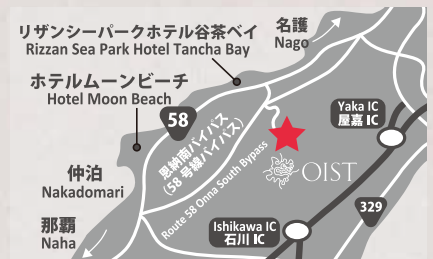 名護
Nago
リザンシーパークホテル谷茶ベイ
Rizzan Sea Park Hotel Tancha Bay
ホテルムーンビーチ
Hotel Moon Beach
58
恩納南バイパス
(58 号線バイパス)
Route 58 Onna South Bypass
Yaka IC
屋嘉 IC
OIST
仲泊
Nakadomari
那覇
Naha
Ishikawa IC
石川 IC
329